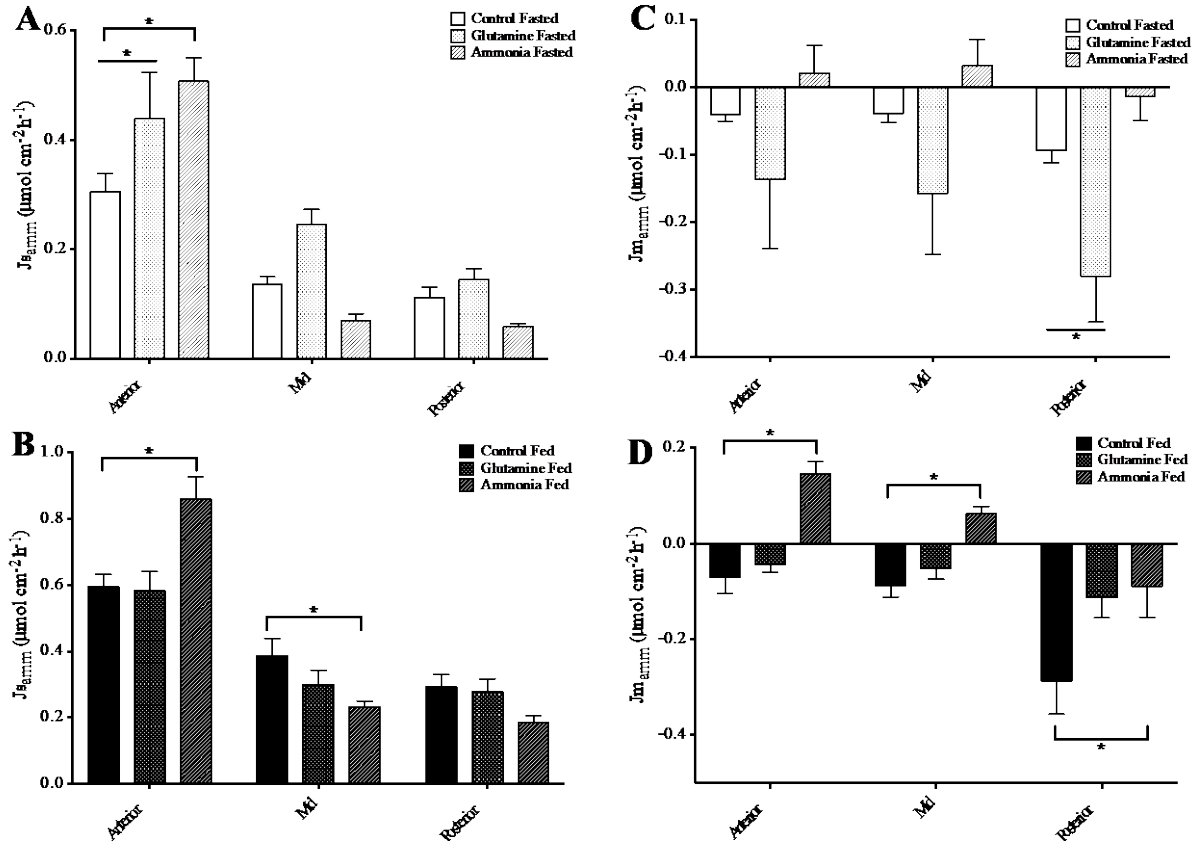 A
0.6
0.4
0.2
0.0
Js_amm (μmol cm⁻²h⁻¹)
*
*
Control Fasted
Glutamine Fasted
Ammonia Fasted
Anterior
Mid
Posterior
C
0.1
0.0
-0.1
-0.2
-0.3
-0.4
Jm_amm (μmol cm⁻²h⁻¹)
Control Fasted
Glutamine Fasted
Ammonia Fasted
*
Anterior
Mid
Posterior
B
1.0
0.8
0.6
0.4
0.2
0.0
Js_amm (μmol cm⁻²hr⁻¹)
*
*
Control Fed
Glutamine Fed
Ammonia Fed
Anterior
Mid
Posterior
D
0.2
0.0
-0.2
-0.4
Jm_amm (μmol cm⁻²hr⁻¹)
*
*
*
Control Fed
Glutamine Fed
Ammonia Fed
Anterior
Mid
Posterior